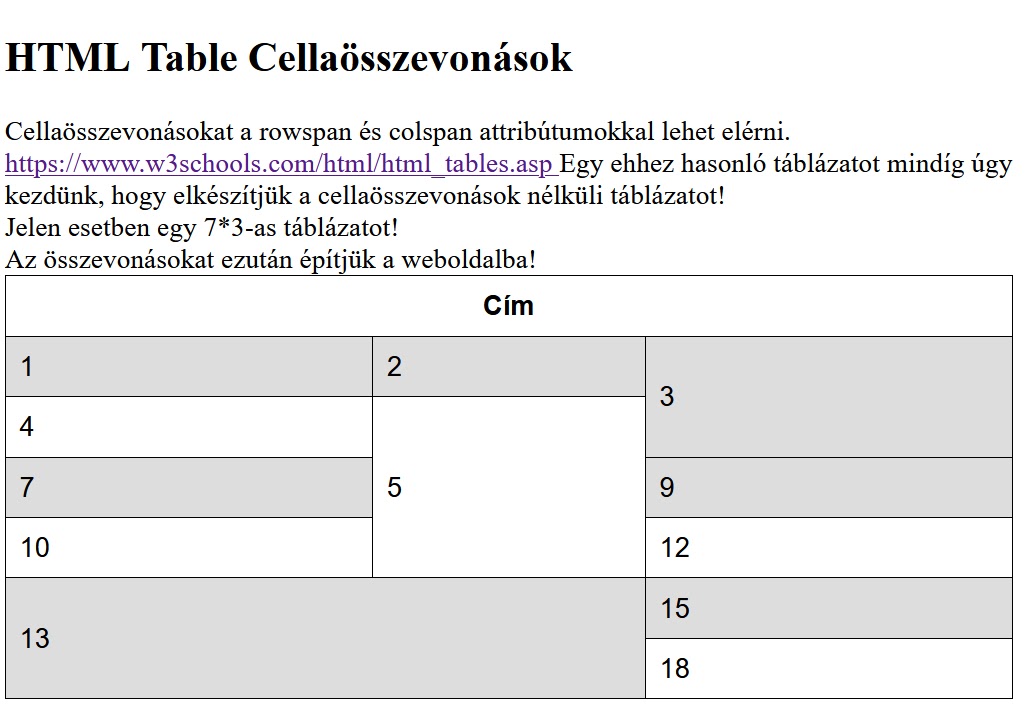 HTML Table Cellaösszevonások
Cellaösszevonásokat a rowspan és colspan attribútumokkal lehet elérni.
https://www.w3schools.com/html/html_tables.asp Egy ehhez hasonló táblázatot mindíg úgy
kezdünk, hogy elkészítjük a cellaösszevonások nélküli táblázatot!
Jelen esetben egy 7*3-as táblázatot!
Az összevonásokat ezután építjük a weboldalba!
Cím
1 2 3
4 5
7 9
10 12
13 15
18